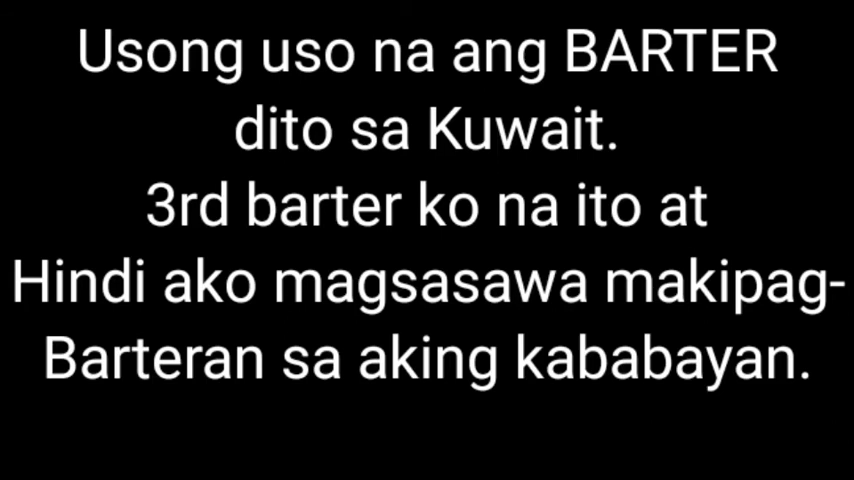 Usong uso na ang BARTER
dito sa Kuwait.
3rd barter ko na ito at
Hindi ako magsasawa makipag-
Barteran sa aking kababayan.